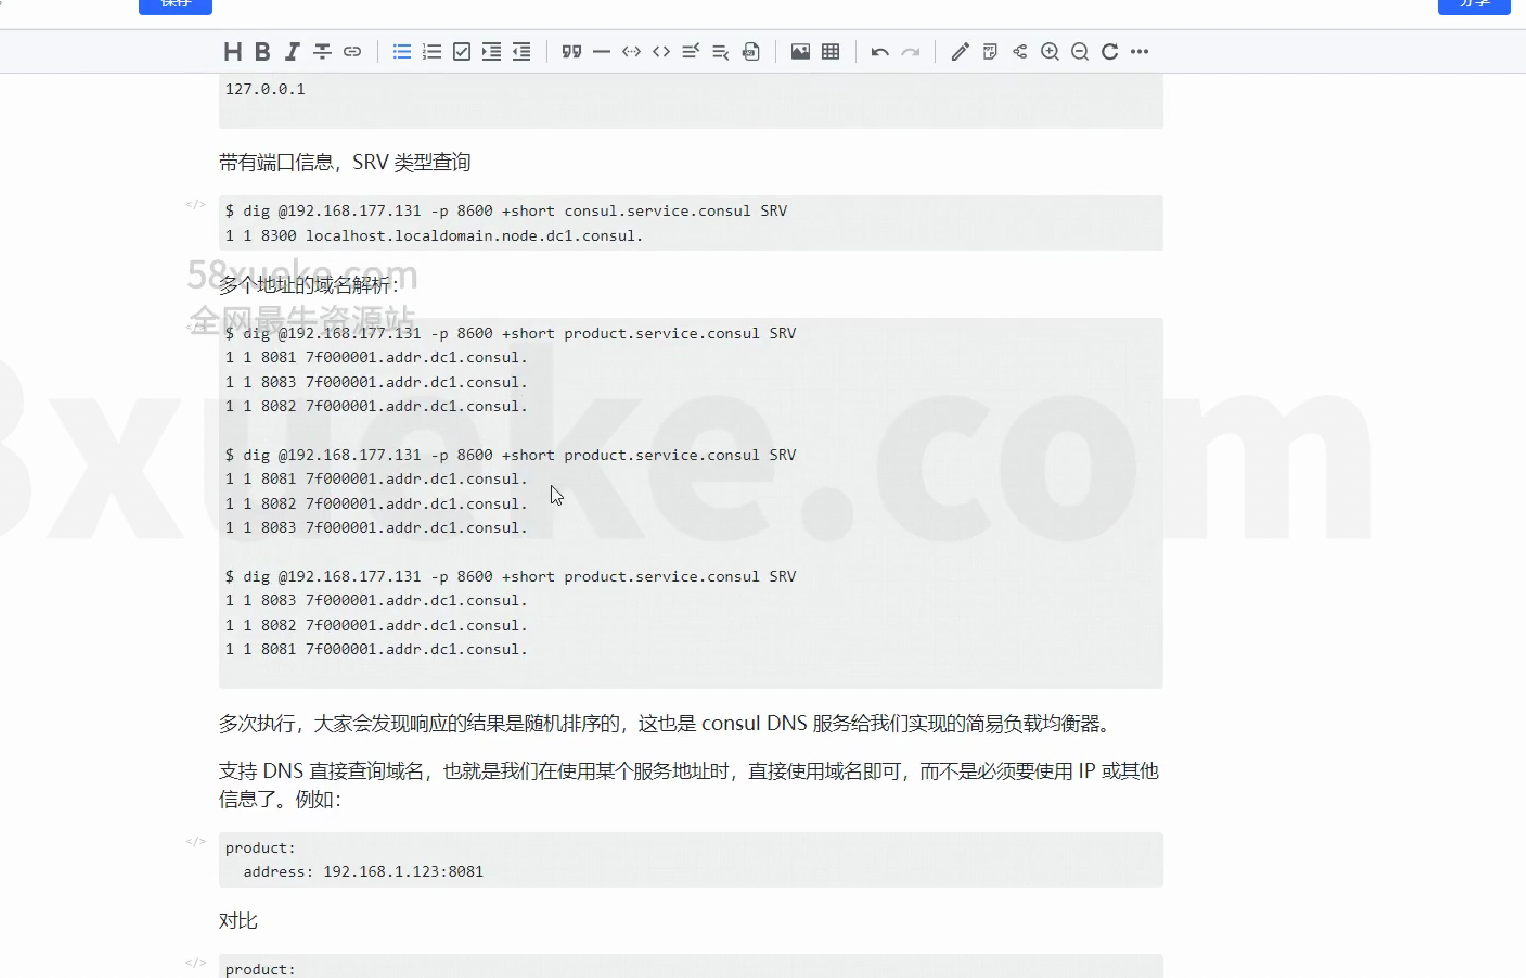 保存
分享
127.0.0.1
带有端口信息，SRV 类型查询
$ dig @192.168.177.131 -p 8600 +short consul.service.consul SRV
1 1 8300 localhost.localdomain.node.dc1.consul.
58xueke.com
多个地址的域名解析：
全网最牛资源站
$ dig @192.168.177.131 -p 8600 +short product.service.consul SRV
1 1 8081 7f000001.addr.dc1.consul.
1 1 8083 7f000001.addr.dc1.consul.
1 1 8082 7f000001.addr.dc1.consul.
8xueke.com
$ dig @192.168.177.131 -p 8600 +short product.service.consul SRV
1 1 8081 7f000001.addr.dc1.consul.
1 1 8082 7f000001.addr.dc1.consul.
1 1 8083 7f000001.addr.dc1.consul.
$ dig @192.168.177.131 -p 8600 +short product.service.consul SRV
1 1 8083 7f000001.addr.dc1.consul.
1 1 8082 7f000001.addr.dc1.consul.
1 1 8081 7f000001.addr.dc1.consul.
多次执行，大家会发现响应的结果是随机排序的，这也是 consul DNS 服务给我们实现的简易负载均衡器。
支持 DNS 直接查询域名，也就是我们在使用某个服务地址时，直接使用域名即可，而不是必须要使用 IP 或其他
信息了。例如：
product:
address: 192.168.1.123:8081
对比
product: